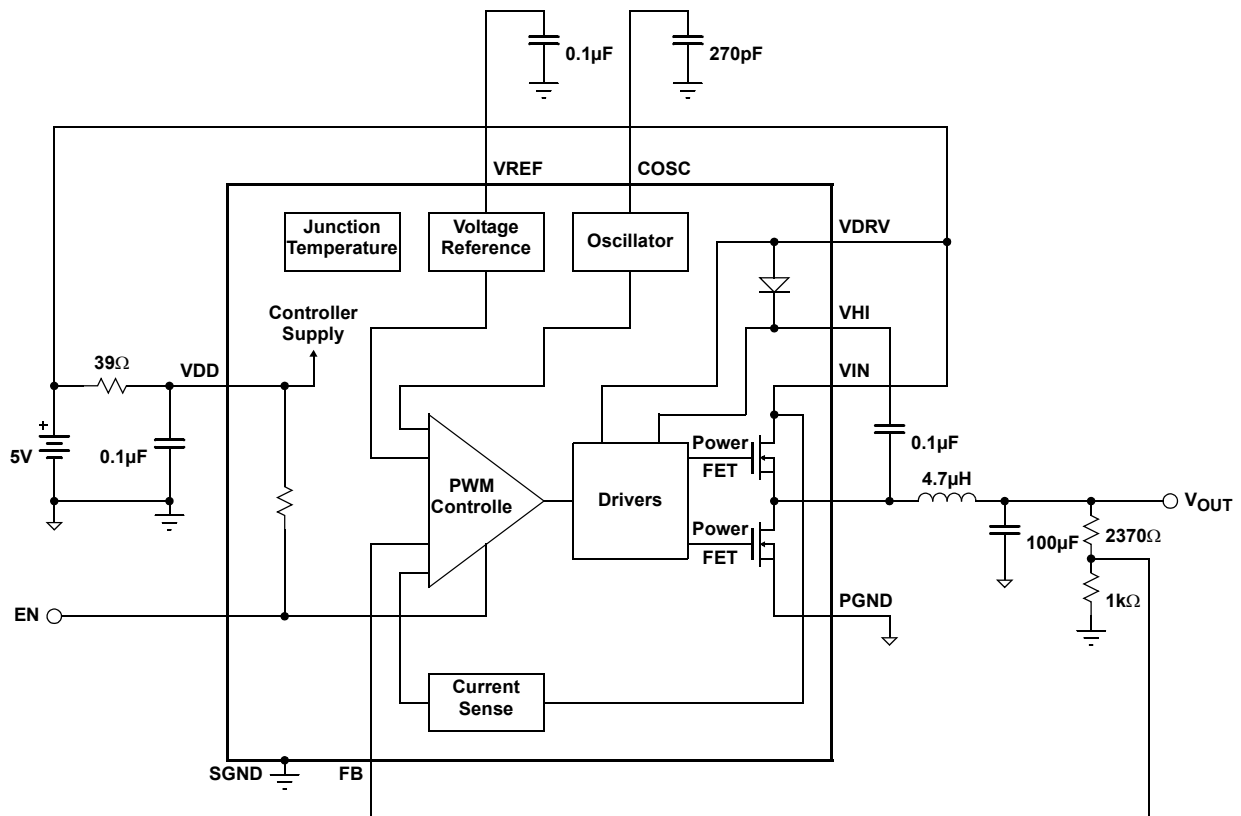 0.1µF
270pF
VREF
COSC
Junction
Temperature
Voltage
Reference
Oscillator
VDRV
Controller
Supply
VHI
39Ω
VDD
VIN
+
5V
0.1µF
PWM
Controlle
Drivers
Power
FET
Power
FET
0.1µF
4.7µH
VOUT
100µF
2370Ω
1kΩ
EN
PGND
Current
Sense
SGND
FB